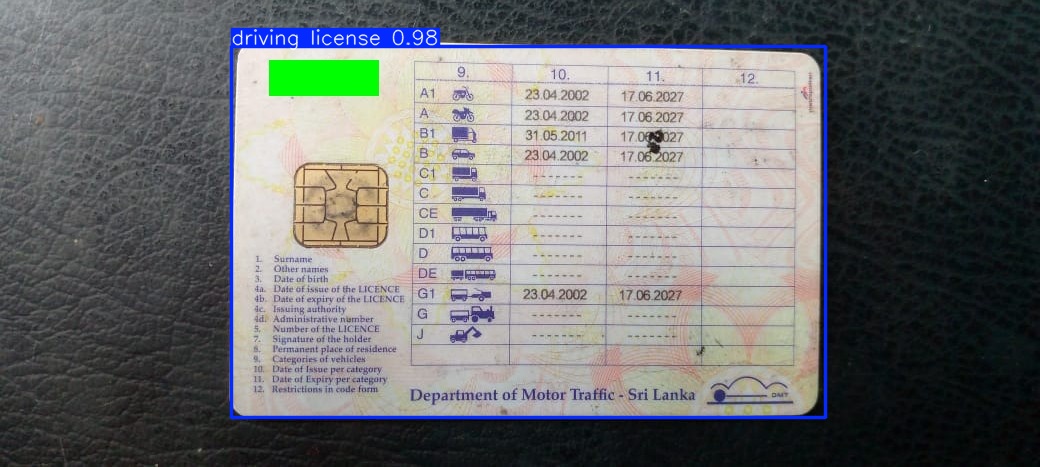 driving license 0.98
9. 10. 11. 12.
A1 23.04.2002 17.06.2027
A 23.04.2002 17.06.2027
B1 31.05.2011 17.06.2027
B 23.04.2002 17.06.2027
C1 ------ ------
C ------ ------
CE ------ ------
D1 ------ ------
D ------ ------
DE ------ ------
G1 23.04.2002 17.06.2027
G ------ ------
J ------ ------
1. Surname
2. Other names
3. Date of birth
4a. Date of issue of the LICENCE
4b. Date of expiry of the LICENCE
4c. Issuing authority
4d. Administrative number
5. Number of the LICENCE
7. Signature of the holder
8. Permanent place of residence
9. Categories of vehicles
10. Date of Issue per category
11. Date of Expiry per category
12. Restrictions in code form
Department of Motor Traffic - Sri Lanka
DMT